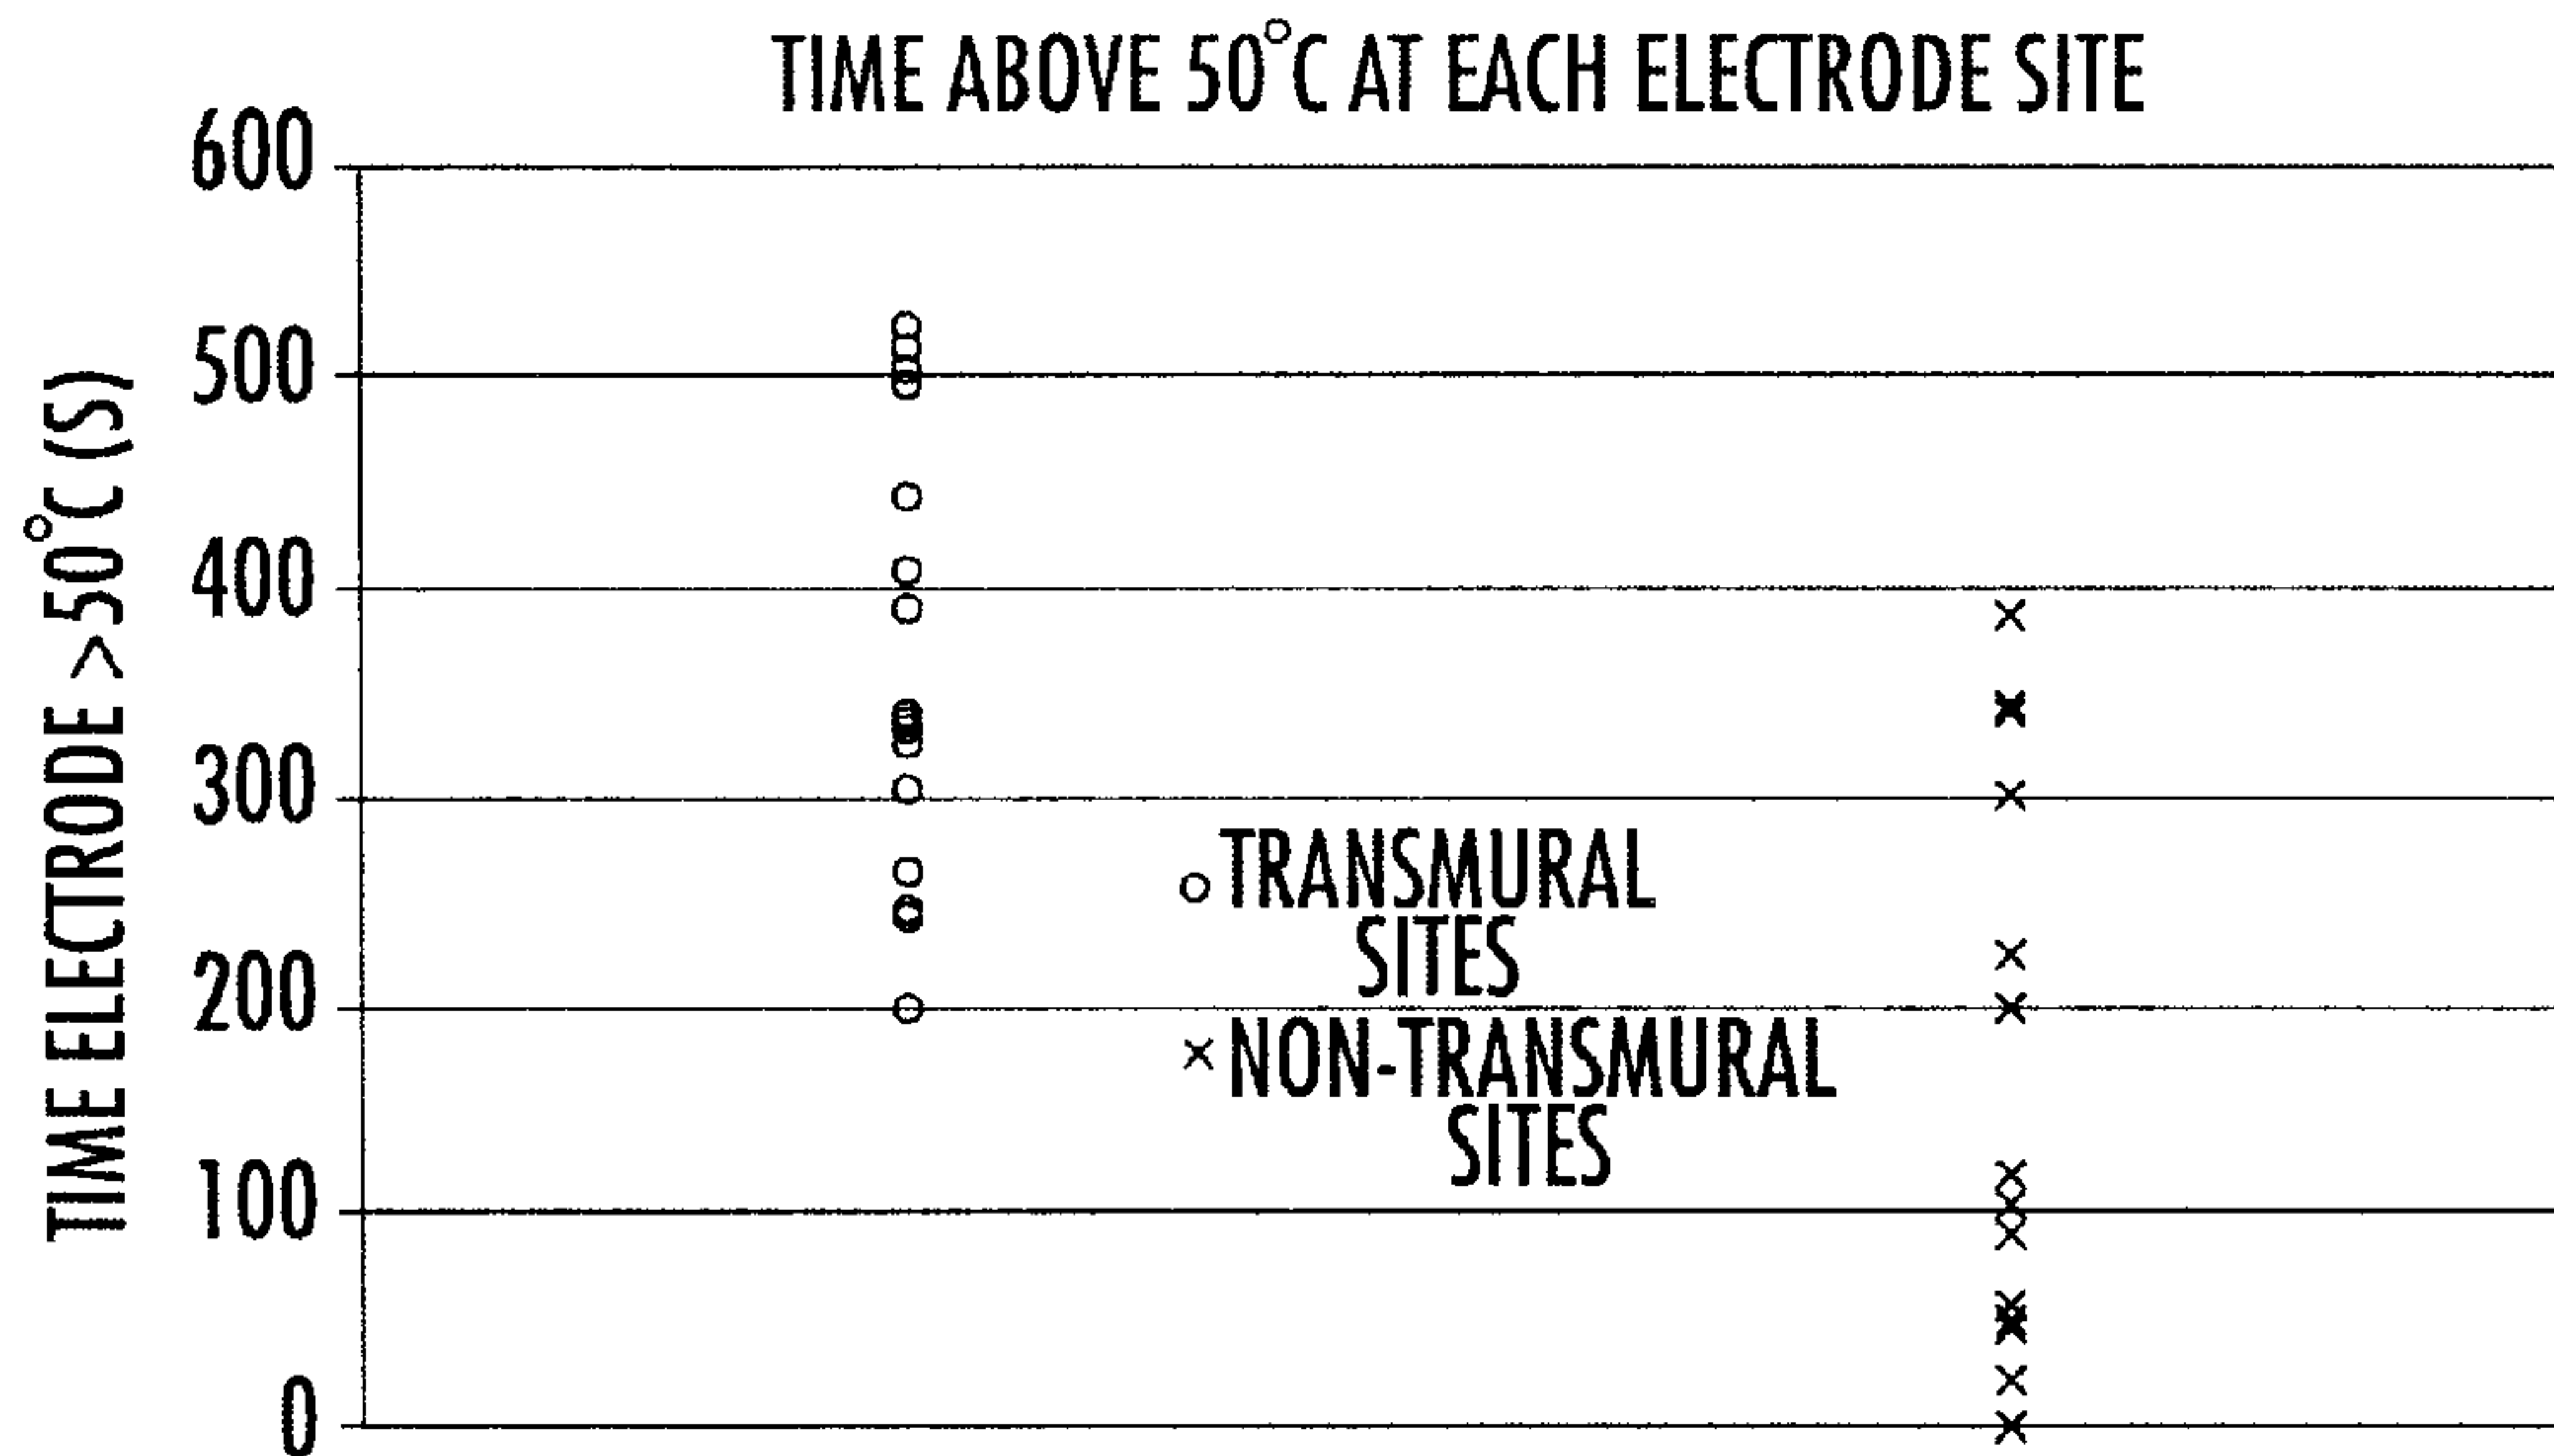 TIME ABOVE 50°C AT EACH ELECTRODE SITE
TIME ELECTRODE >50°C (S)
600
500
400
300
200
100
0
TRANSMURAL
SITES
NON-TRANSMURAL
SITES